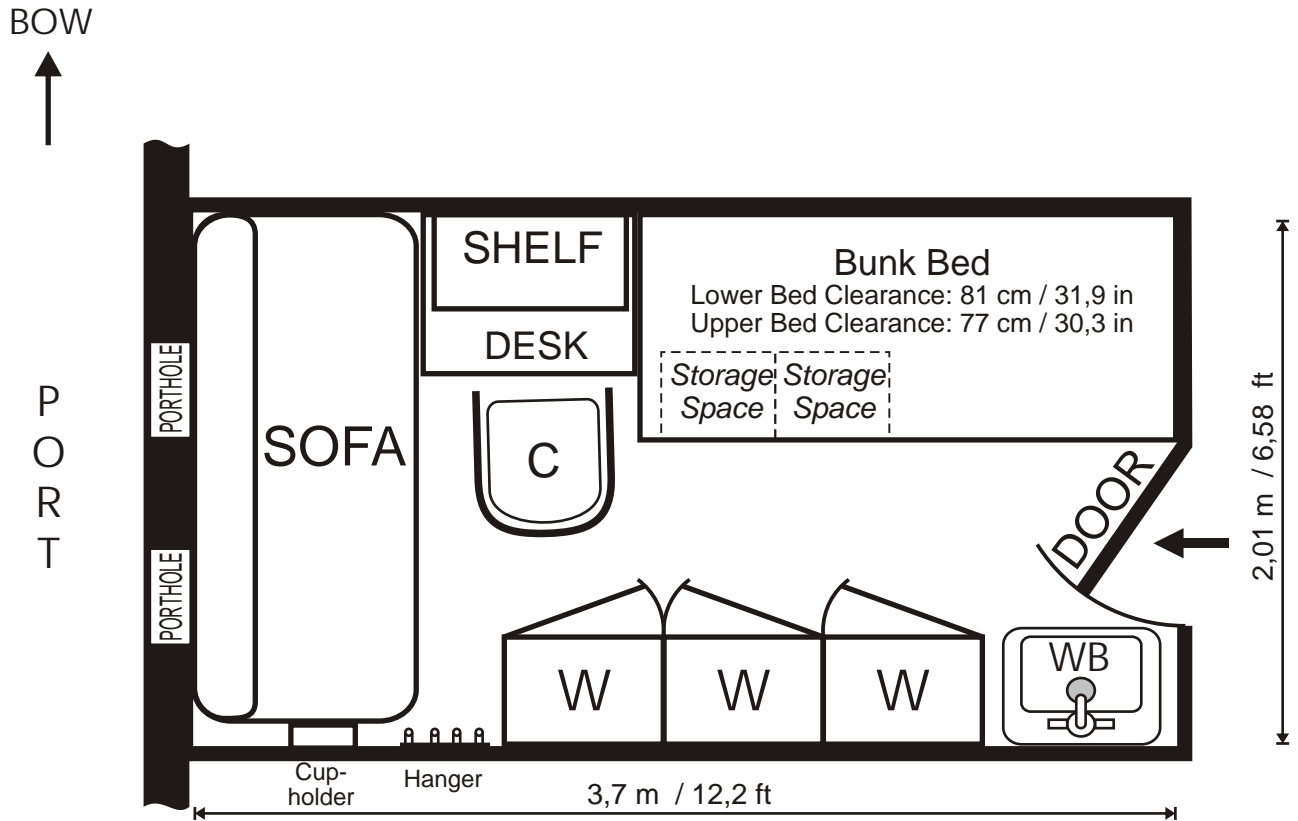 BOW
SHELF
DESK
Bunk Bed
Lower Bed Clearance: 81 cm / 31,9 in
Upper Bed Clearance: 77 cm / 30,3 in
Storage Space
Storage Space
PORT
PORTHOLE
PORTHOLE
SOFA
C
DOOR
2,01 m / 6,58 ft
W
W
W
WB
Cup-
holder
Hanger
3,7 m / 12,2 ft